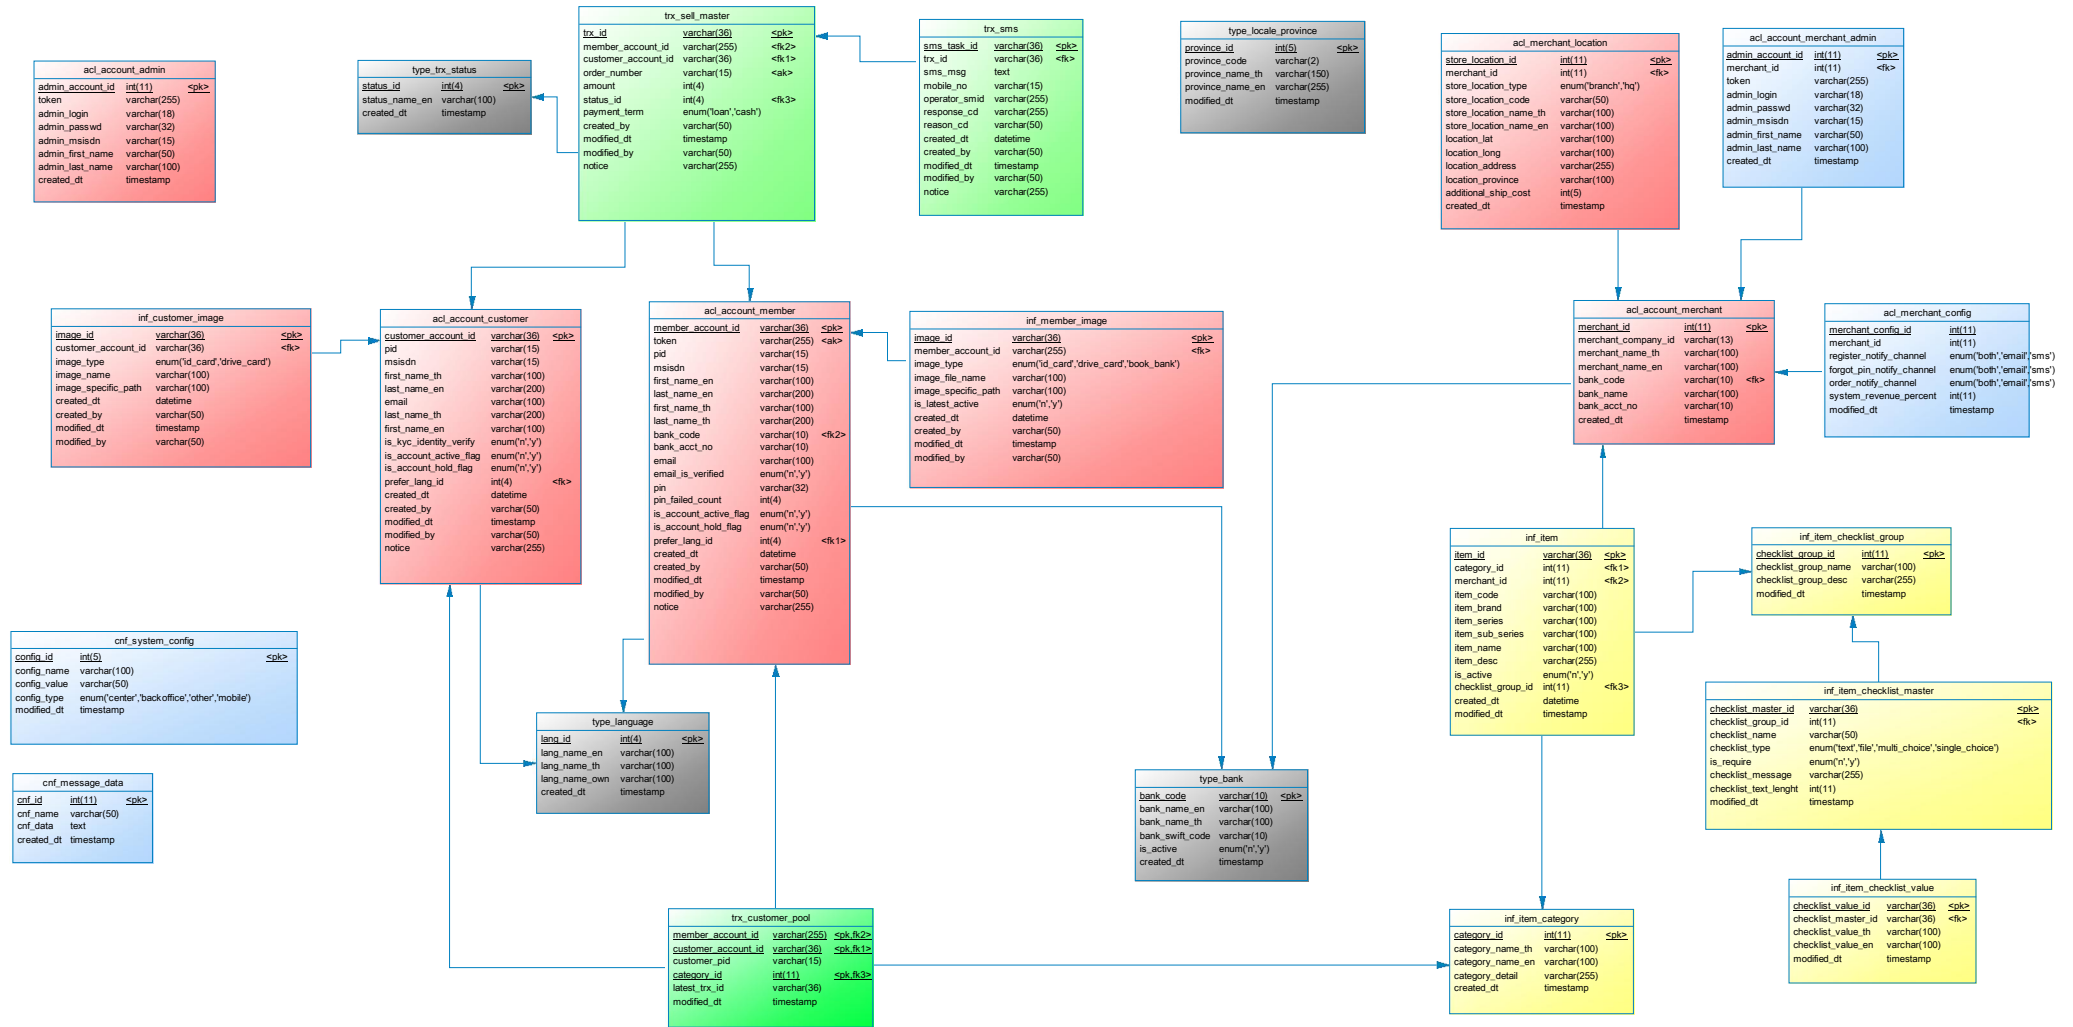 trx_sell_master
trx_id varchar(36) <pk>
member_account_id varchar(255) <fk2>
customer_account_id varchar(36) <fk1>
order_number varchar(15) <ak>
amount int(4)
status_id int(4) <fk3>
payment_term enum('loan','cash')
created_by varchar(50)
modified_dt timestamp
modified_by varchar(50)
notice varchar(255)
trx_sms
sms_task_id varchar(36) <pk>
trx_id varchar(36) <fk>
sms_msg text
mobile_no varchar(15)
operator_smid varchar(255)
response_cd varchar(255)
reason_cd varchar(50)
created_dt datetime
created_by varchar(50)
modified_dt timestamp
modified_by varchar(50)
notice varchar(255)
type_locale_province
province_id int(5) <pk>
province_code varchar(2)
province_name_th varchar(150)
province_name_en varchar(255)
modified_dt timestamp
acl_merchant_location
store_location_id int(11) <pk>
merchant_id int(11) <fk>
store_location_type enum('branch','hq')
store_location_code varchar(50)
store_location_name_th varchar(100)
store_location_name_en varchar(100)
location_lat varchar(100)
location_long varchar(100)
location_address varchar(255)
location_province varchar(100)
additional_ship_cost int(5)
created_dt timestamp
acl_account_merchant_admin
admin_account_id int(11) <pk>
merchant_id int(11) <fk>
token varchar(255)
admin_login varchar(18)
admin_passwd varchar(32)
admin_msisdn varchar(15)
admin_first_name varchar(50)
admin_last_name varchar(100)
created_dt timestamp
acl_account_admin
admin_account_id int(11) <pk>
token varchar(255)
admin_login varchar(18)
admin_passwd varchar(32)
admin_msisdn varchar(15)
admin_first_name varchar(50)
admin_last_name varchar(100)
created_dt timestamp
type_trx_status
status_id int(4) <pk>
status_name_en varchar(100)
created_dt timestamp
inf_customer_image
image_id varchar(36) <pk>
customer_account_id varchar(36) <fk>
image_type enum('id_card','drive_card')
image_name varchar(100)
image_specific_path varchar(100)
created_dt datetime
created_by varchar(50)
modified_dt timestamp
modified_by varchar(50)
acl_account_customer
customer_account_id varchar(36) <pk>
pid varchar(15)
msisdn varchar(15)
first_name_th varchar(100)
last_name_en varchar(200)
email varchar(100)
last_name_th varchar(200)
first_name_en varchar(100)
is_kyc_identity_verify enum('n','y')
is_account_active_flag enum('n','y')
is_account_hold_flag enum('n','y')
prefer_lang_id int(4) <fk>
created_dt datetime
created_by varchar(50)
modified_dt timestamp
modified_by varchar(50)
notice varchar(255)
acl_account_member
member_account_id varchar(36) <pk>
token varchar(255) <ak>
pid varchar(15)
msisdn varchar(15)
first_name_en varchar(100)
last_name_en varchar(200)
first_name_th varchar(100)
last_name_th varchar(200)
bank_code varchar(10) <fk2>
bank_acct_no varchar(10)
email varchar(100)
email_is_verified enum('n','y')
pin varchar(32)
pin_failed_count int(4)
is_account_active_flag enum('n','y')
is_account_hold_flag enum('n','y')
prefer_lang_id int(4) <fk1>
created_dt datetime
created_by varchar(50)
modified_dt timestamp
modified_by varchar(50)
notice varchar(255)
inf_member_image
image_id varchar(36) <pk>
member_account_id varchar(255) <fk>
image_type enum('id_card','drive_card','book_bank')
image_file_name varchar(100)
image_specific_path varchar(100)
is_latest_active enum('n','y')
created_dt datetime
created_by varchar(50)
modified_dt timestamp
modified_by varchar(50)
acl_account_merchant
merchant_id int(11) <pk>
merchant_company_id varchar(13)
merchant_name_th varchar(100)
merchant_name_en varchar(100)
bank_code varchar(10) <fk>
bank_name varchar(100)
bank_acct_no varchar(10)
created_dt timestamp
acl_merchant_config
merchant_config_id int(11)
merchant_id int(11)
register_notify_channel enum('both','email','sms')
forgot_pin_notify_channel enum('both','email','sms')
order_notify_channel enum('both','email','sms')
system_revenue_percent int(11)
modified_dt timestamp
inf_item
item_id varchar(36) <pk>
category_id int(11) <fk1>
merchant_id int(11) <fk2>
item_code varchar(100)
item_brand varchar(100)
item_series varchar(100)
item_sub_series varchar(100)
item_name varchar(100)
item_desc varchar(255)
is_active enum('n','y')
checklist_group_id int(11) <fk3>
created_dt datetime
modified_dt timestamp
inf_item_checklist_group
checklist_group_id int(11) <pk>
checklist_group_name varchar(100)
checklist_group_desc varchar(255)
modified_dt timestamp
cnf_system_config
config_id int(5) <pk>
config_name varchar(100)
config_value varchar(50)
config_type enum('center','backoffice','other','mobile')
modified_dt timestamp
inf_item_checklist_master
checklist_master_id varchar(36) <pk>
checklist_group_id int(11) <fk>
checklist_name varchar(50)
checklist_type enum('text','file','multi_choice','single_choice')
is_require enum('n','y')
checklist_message varchar(255)
checklist_text_lenght int(11)
modified_dt timestamp
type_language
lang_id int(4) <pk>
lang_name_en varchar(100)
lang_name_th varchar(100)
lang_name_own varchar(100)
created_dt timestamp
cnf_message_data
cnf_id int(11) <pk>
cnf_name varchar(50)
cnf_data text
created_dt timestamp
type_bank
bank_code varchar(10) <pk>
bank_name_en varchar(100)
bank_name_th varchar(100)
bank_swift_code varchar(10)
is_active enum('n','y')
created_dt timestamp
inf_item_checklist_value
checklist_value_id varchar(36) <pk>
checklist_master_id varchar(36) <fk>
checklist_value_th varchar(100)
checklist_value_en varchar(100)
modified_dt timestamp
trx_customer_pool
member_account_id varchar(255) <pk,fk2>
customer_account_id varchar(36) <pk,fk1>
customer_pid varchar(15)
category_id int(11) <pk,fk3>
latest_trx_id varchar(36)
modified_dt timestamp
inf_item_category
category_id int(11) <pk>
category_name_th varchar(100)
category_name_en varchar(100)
category_detail varchar(255)
created_dt timestamp